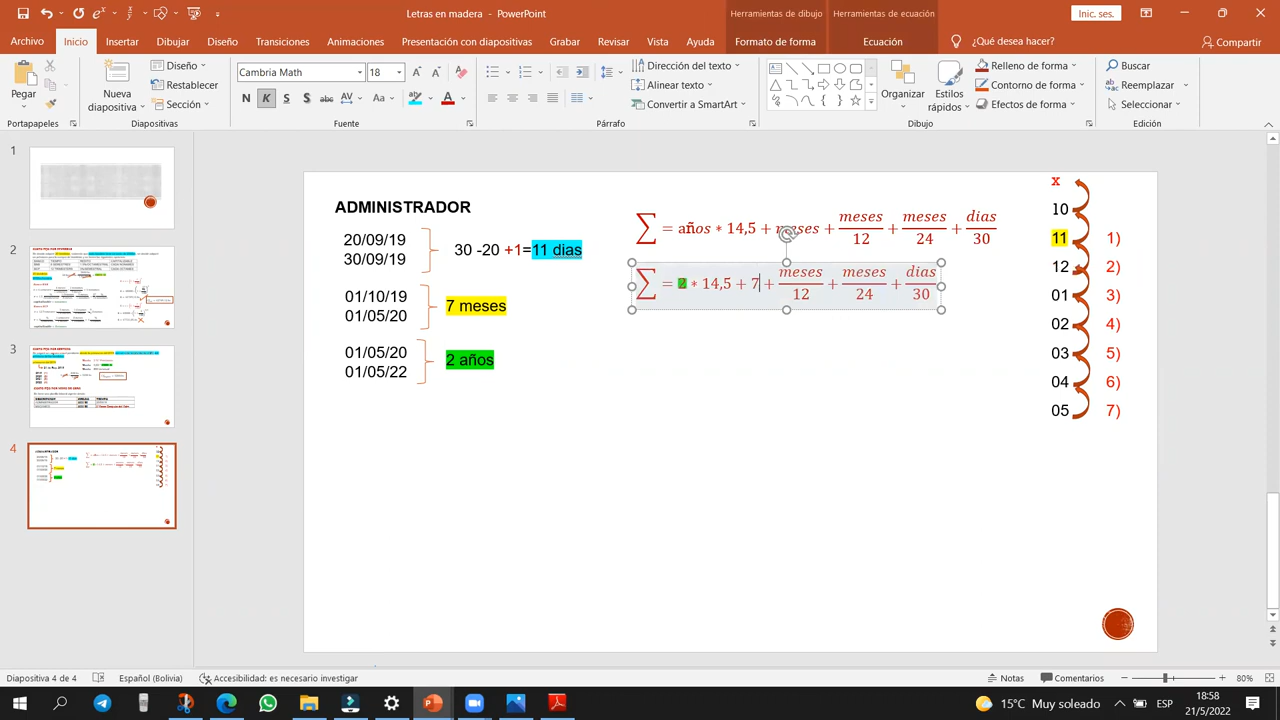 Letras en madera - PowerPoint
Herramientas de dibujo
Herramientas de ecuación
Inic. ses.
Archivo Inicio Insertar Dibujar Diseño Transiciones Animaciones Presentación con diapositivas Grabar Revisar Vista Ayuda Formato de forma Ecuación ¿Qué desea hacer? Compartir
Pegar
Nueva diapositiva
Diseño
Restablecer
Sección
Cambria Math 18
N K S S abc AV Aa A
Dirección del texto
Alinear texto
Convertir a SmartArt
Organizar
Estilos rápidos
Relleno de forma
Contorno de forma
Efectos de forma
Buscar
Reemplazar
Seleccionar
Portapapeles Diapositivas Fuente Párrafo Dibujo Edición
1
2
3
4
ADMINISTRADOR
20/09/19
30/09/19
30 -20 +1=11 dias
01/10/19
01/05/20
7 meses
01/05/20
01/05/22
2 años
∑ = años * 14,5 + meses + meses/12 + meses/24 + dias/30
∑ = 2 * 14,5 + 7 + meses/12 + meses/24 + dias/30
x
10
11 1)
12 2)
01 3)
02 4)
03 5)
04 6)
05 7)
Diapositiva 4 de 4 Español (Bolivia) Accesibilidad: es necesario investigar Notas Comentarios 80%
15°C Muy soleado ESP 18:58
21/5/2022